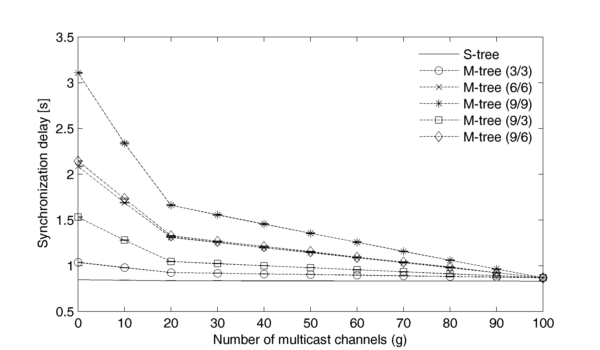 3.5
3
2.5
2
1.5
1
0.5
Synchronization delay [s]
S-tree
M-tree (3/3)
M-tree (6/6)
M-tree (9/9)
M-tree (9/3)
M-tree (9/6)
0 10 20 30 40 50 60 70 80 90 100
Number of multicast channels (g)